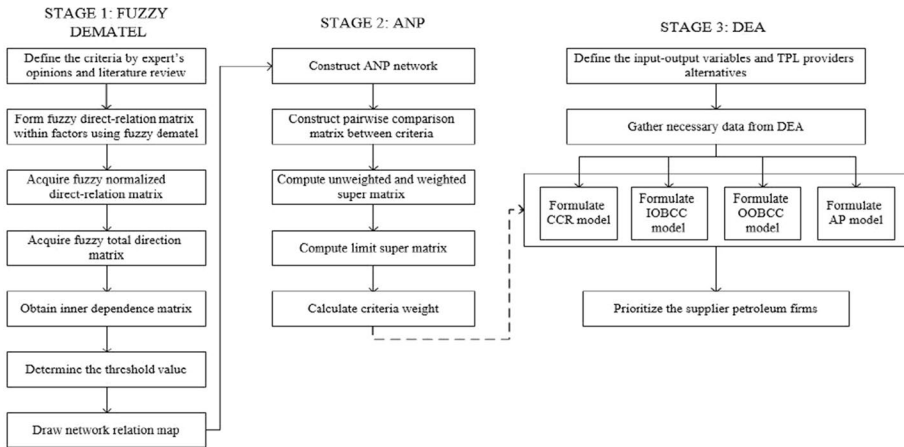 STAGE 1: FUZZY
DEMATEL
Define the criteria by expert's
opinions and literature review
Form fuzzy direct-relation matrix
within factors using fuzzy dematel
Acquire fuzzy normalized
direct-relation matrix
Acquire fuzzy total direction
matrix
Obtain inner dependence matrix
Determine the threshold value
Draw network relation map
STAGE 2: ANP
Construct ANP network
Construct pairwise comparison
matrix between criteria
Compute unweighted and weighted
super matrix
Compute limit super matrix
Calculate criteria weight
STAGE 3: DEA
Define the input-output variables and TPL providers
alternatives
Gather necessary data from DEA
Formulate
CCR model
Formulate
IOBCC
model
Formulate
OOBCC
model
Formulate
AP model
Prioritize the supplier petroleum firms